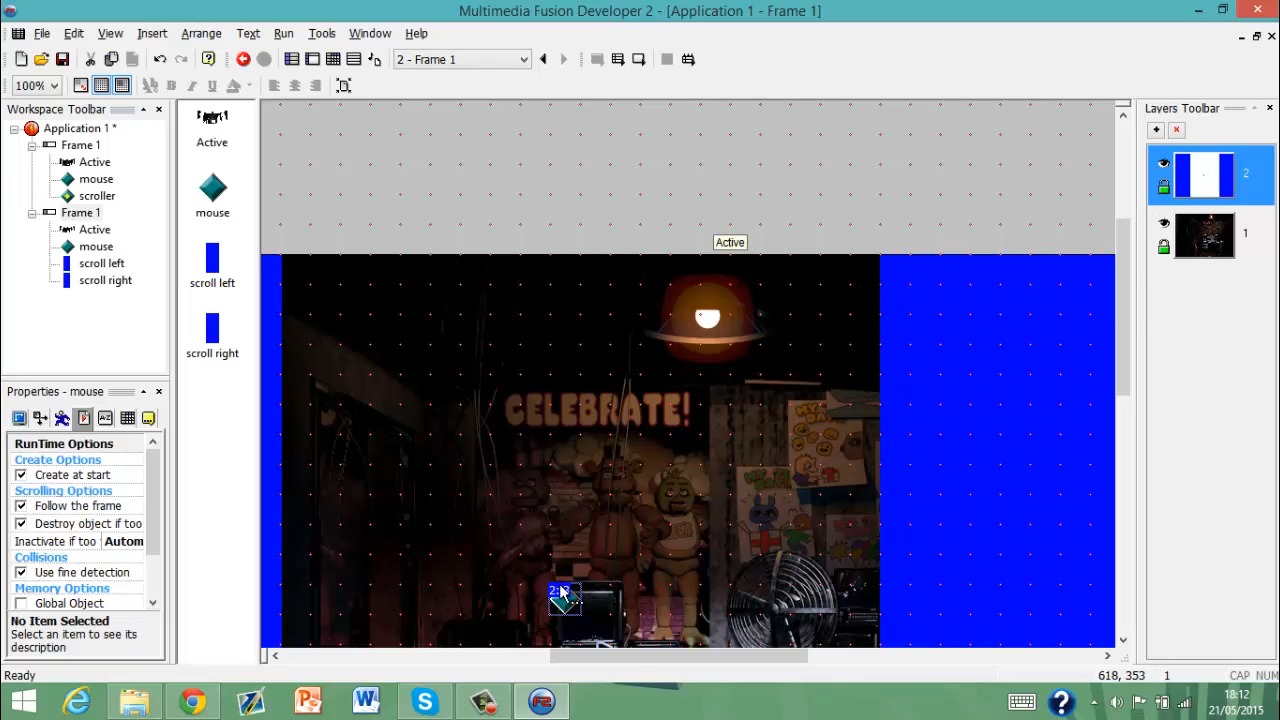 Multimedia Fusion Developer 2 - [Application 1 - Frame 1]
File Edit View Insert Arrange Text Run Tools Window Help
2 - Frame 1
100%
Workspace Toolbar
Application 1 *
Frame 1
Active
mouse
scroller
Frame 1
Active
mouse
scroll left
scroll right
Active
mouse
scroll left
scroll right
Active
CELEBRATE!
Layers Toolbar
2
1
Properties - mouse
RunTime Options
Create Options
Create at start
Scrolling Options
Follow the frame
Destroy object if too
Inactivate if too Autom
Collisions
Use fine detection
Memory Options
Global Object
No Item Selected
Select an item to see its
description
Ready
618, 353 1
CAP NUM
18:12
21/05/2015